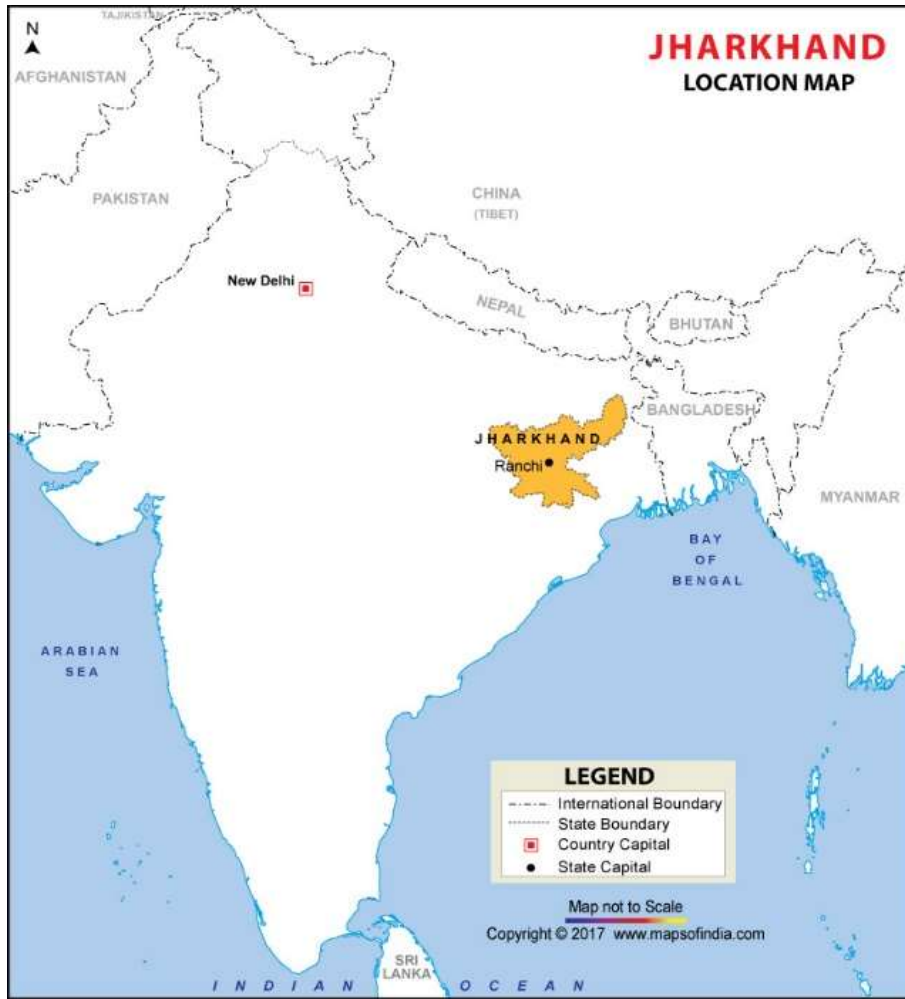 TAJIKISTAN
N
JHARKHAND
LOCATION MAP
AFGHANISTAN
PAKISTAN
CHINA
(TIBET)
New Delhi
NEPAL
BHUTAN
BANGLADESH
JHARKHAND
Ranchi
MYANMAR
BAY
OF
BENGAL
ARABIAN
SEA
LEGEND
International Boundary
State Boundary
Country Capital
State Capital
Map not to Scale
Copyright © 2017 www.mapsofindia.com
SRI
LANKA
INDIAN OCEAN